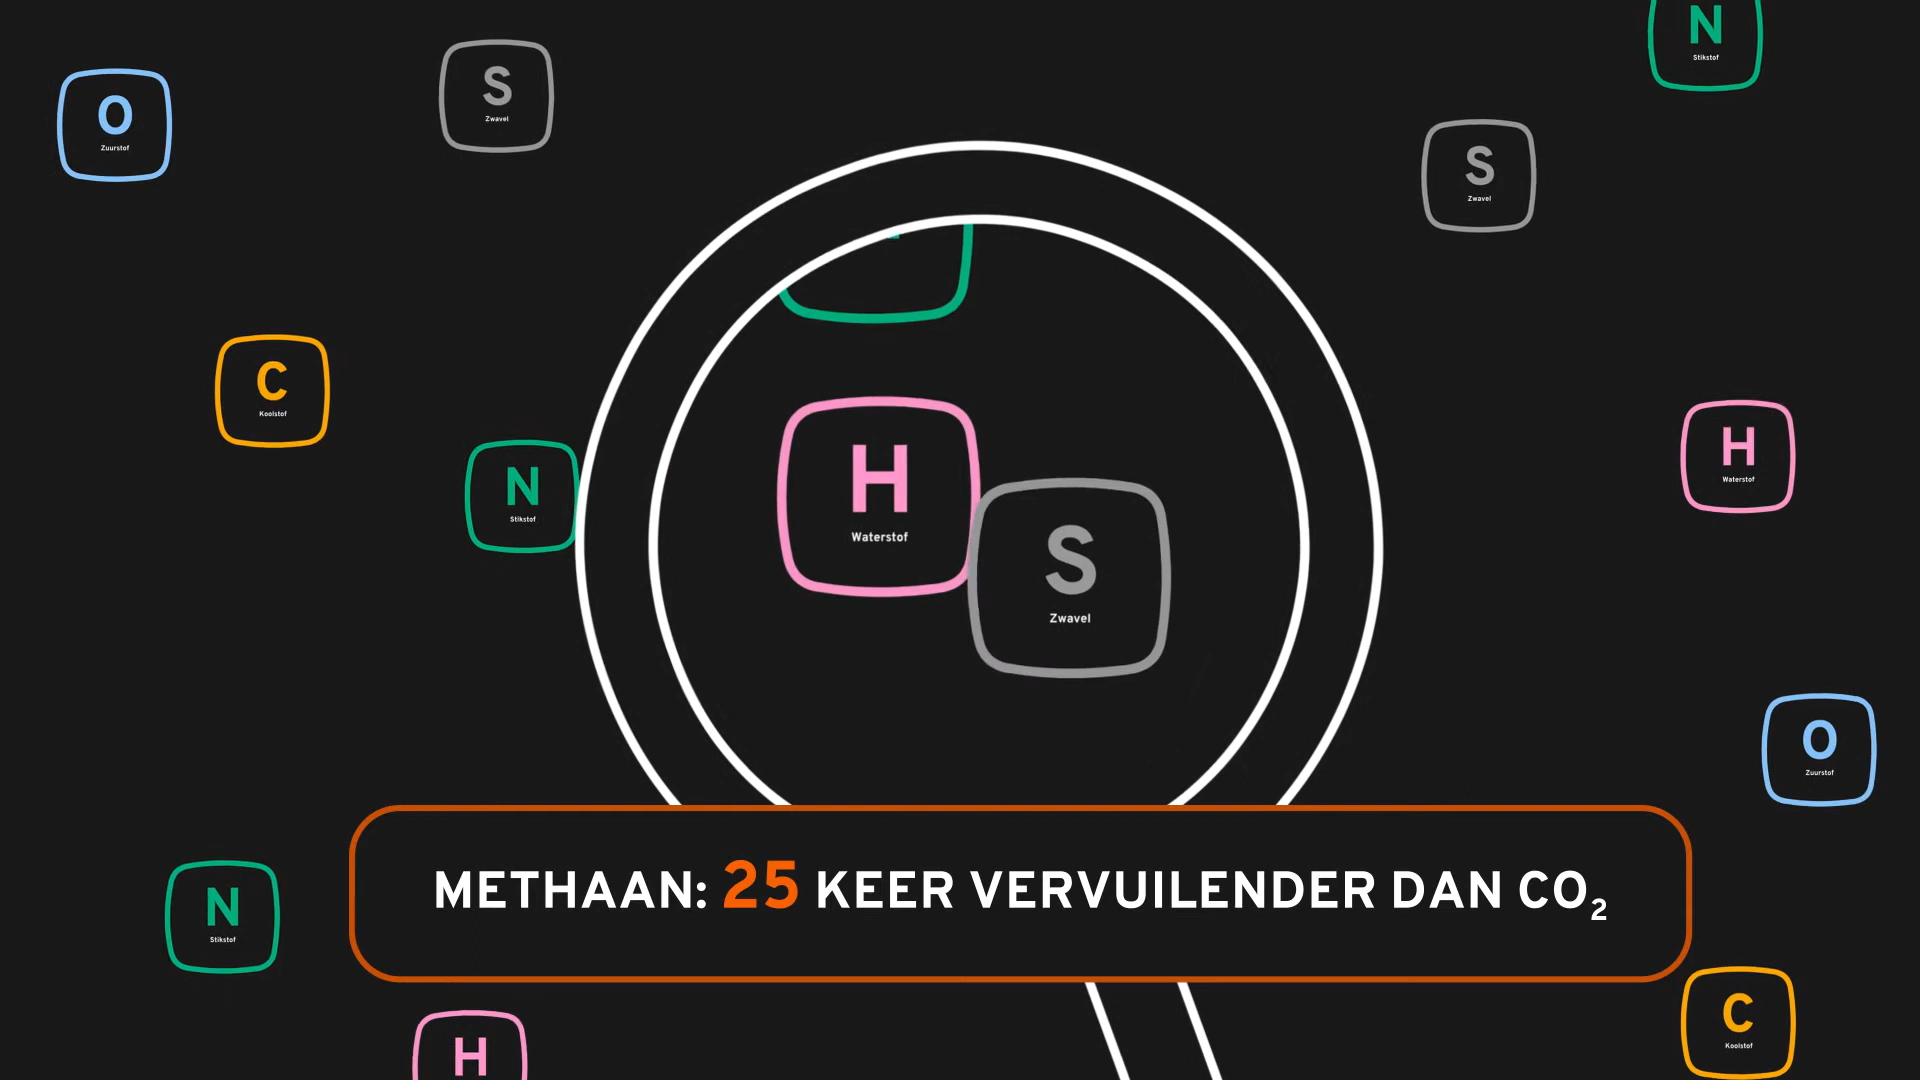 N
Stikstof
S
Zwavel
O
Zuurstof
S
Zwavel
C
Koolstof
H
Waterstof
H
Waterstof
N
Stikstof
S
Zwavel
O
Zuurstof
METHAAN: 25 KEER VERVUILENDER DAN CO₂
N
Stikstof
C
Koolstof
H